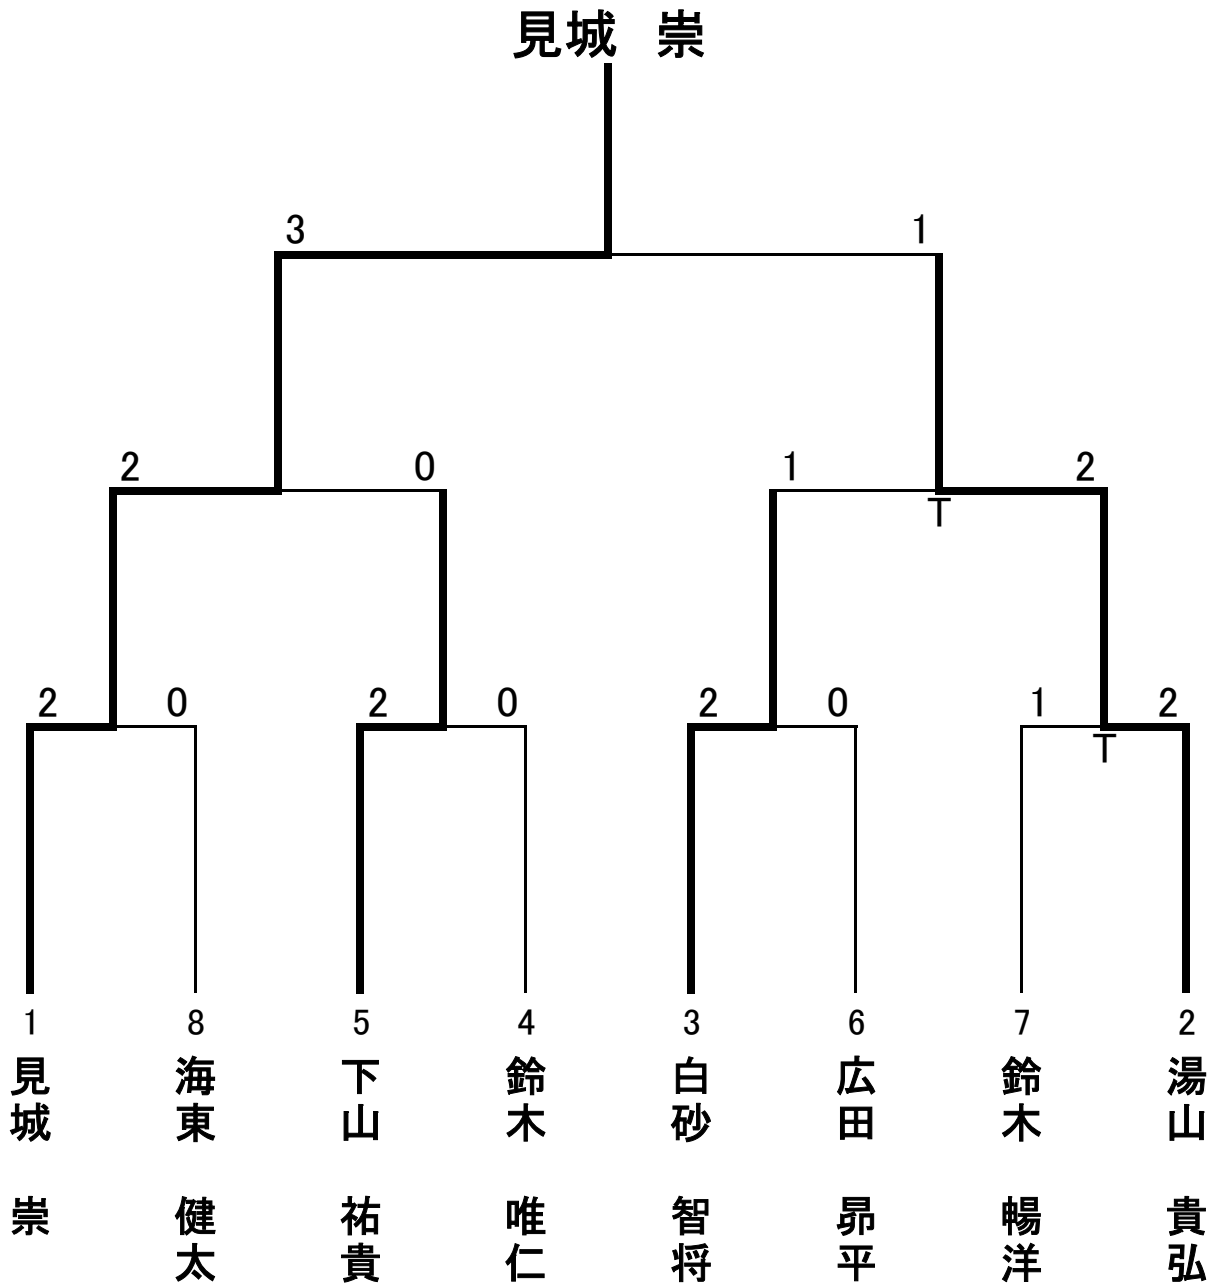 見城 崇
3 1
2 0 1 2
T
2 0 2 0 2 0 1 2
T
1 8 5 4 3 6 7 2
見城 崇
海東 健太
下山 祐貴
鈴木 唯仁
白砂 智将
広田 昴平
鈴木 暢洋
湯山 貴弘